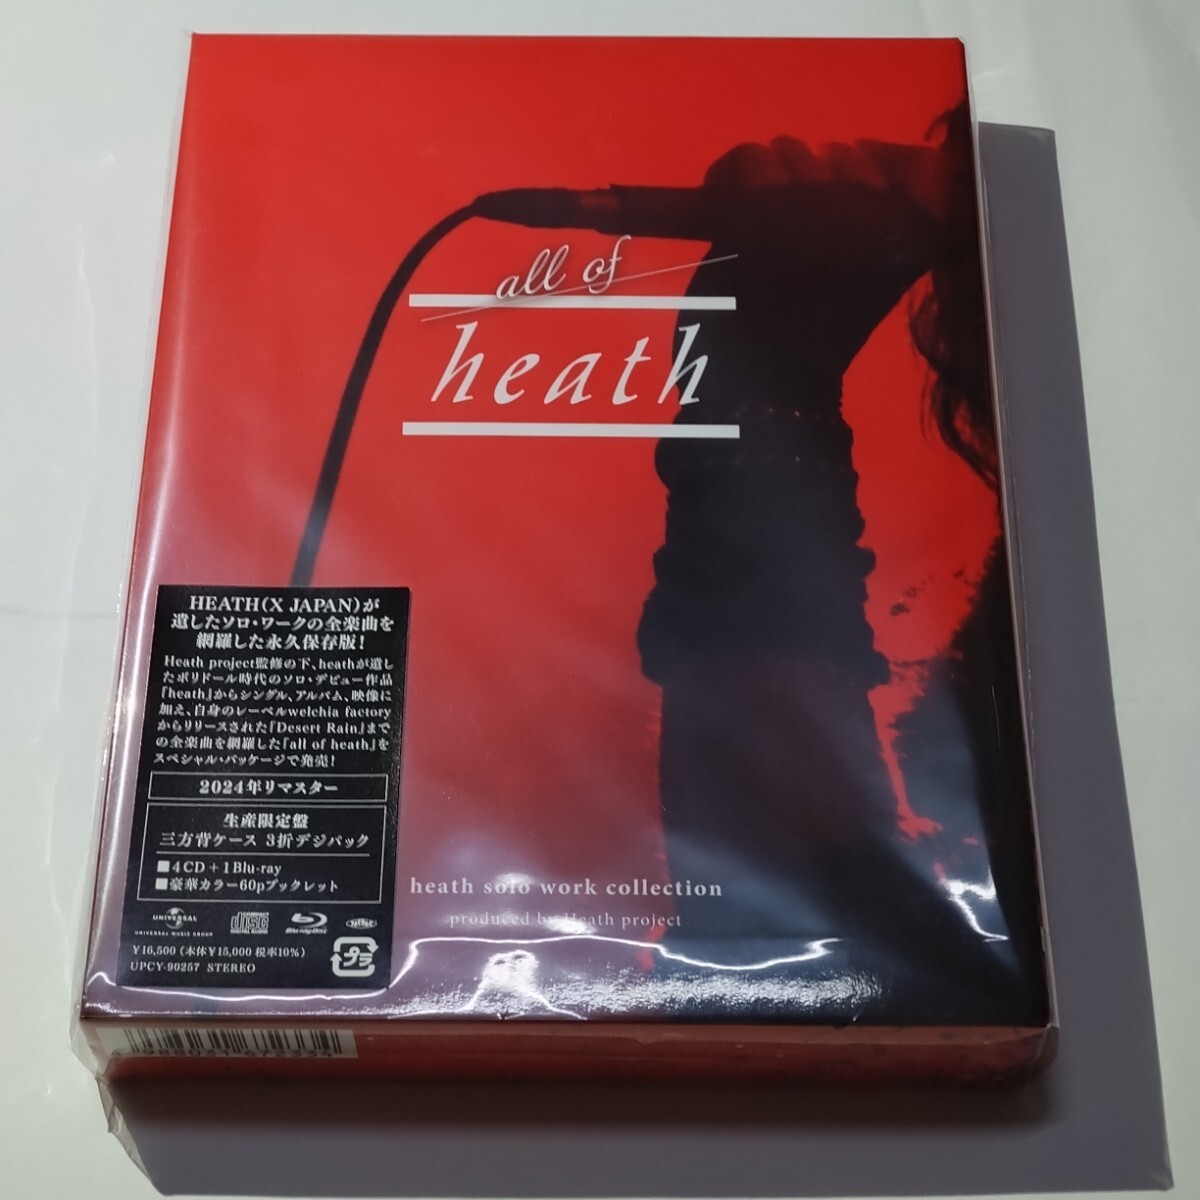 all of
heath
HEATH(X JAPAN)が
遺したソロ・ワークの全楽曲を
網羅した永久保存版!
Heath project監修の下、heathが遺し
たポリドール時代のソロ・デビュー作品
『heath』からシングル、アルバム、映像に
加え、自身のレーベルwelchia factory
からリリースされた『Desert Rain』まで
の全楽曲を網羅した『all of heath』を
スペシャル・パッケージで発売!
2024年リマスター
生産限定盤
三方背ケース 3折デジパック
■4CD+1Blu-ray
■豪華カラー60pブックレット
UNIVERSAL
UNIVERSAL MUSIC GROUP
COMPACT
disc
DIGITAL AUDIO
Blu-ray Disc
¥16,500(本体¥15,000 税率10%)
UPCY-90257 STEREO
プラ
heath solo work collection
produced by Heath project